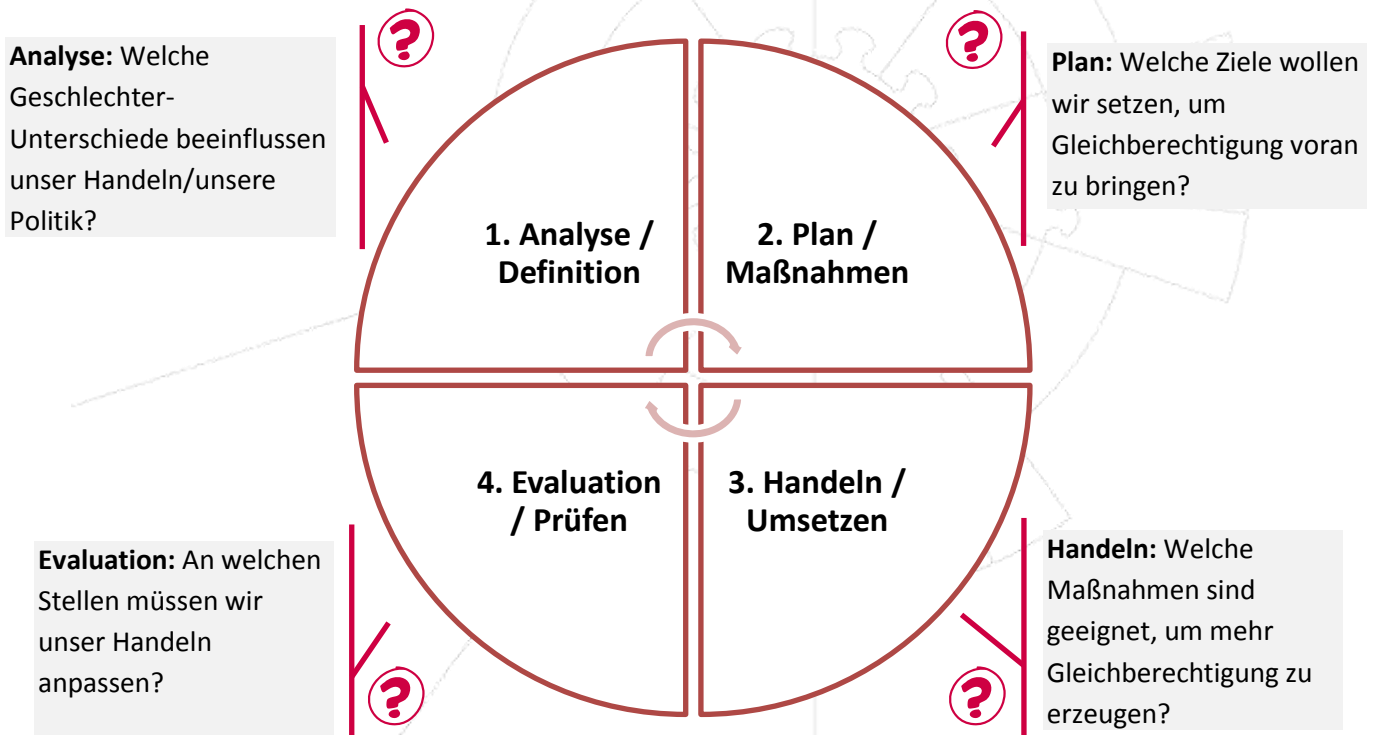 Analyse: Welche
Geschlechter-
Unterschiede beeinflussen
unser Handeln/unsere
Politik?
?
?
Plan: Welche Ziele wollen
wir setzen, um
Gleichberechtigung voran
zu bringen?
1. Analyse /
Definition
2. Plan /
Maßnahmen
4. Evaluation
/ Prüfen
3. Handeln /
Umsetzen
Evaluation: An welchen
Stellen müssen wir
unser Handeln
anpassen?
?
?
Handeln: Welche
Maßnahmen sind
geeignet, um mehr
Gleichberechtigung zu
erzeugen?